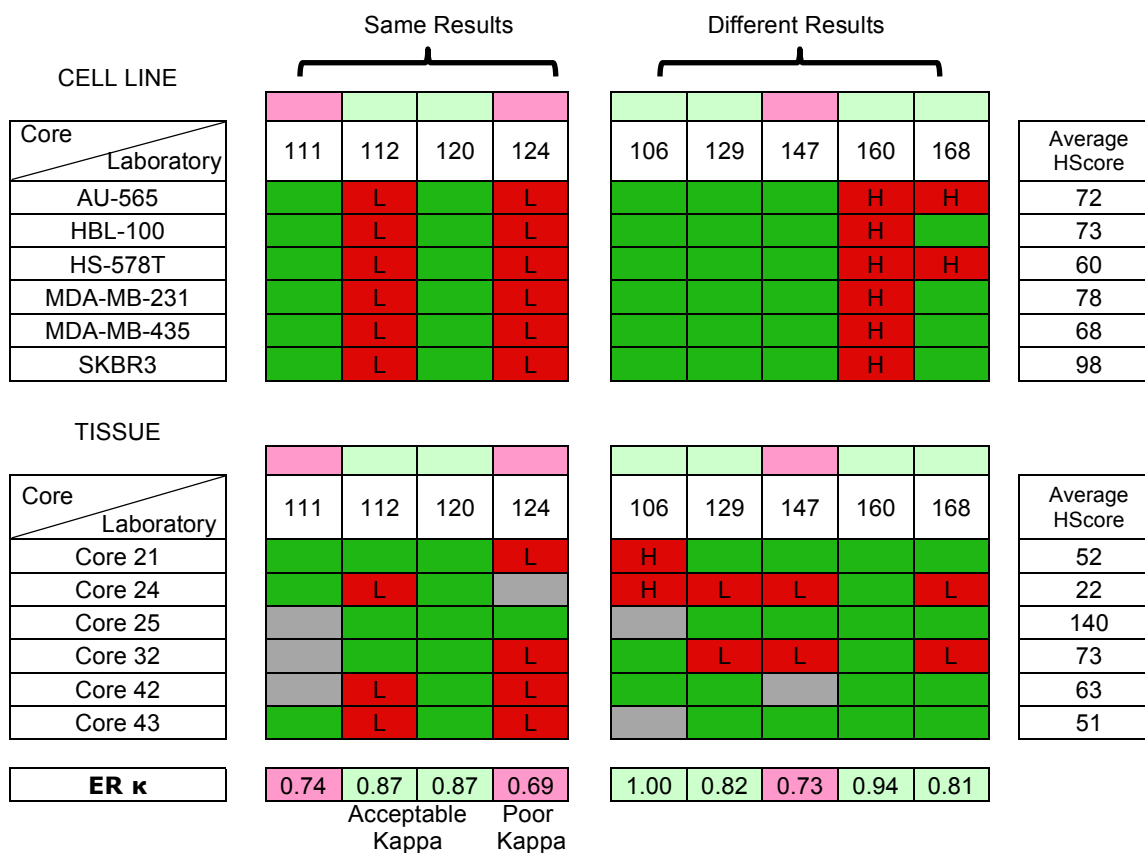 Same Results Different Results
CELL LINE
Core
Laboratory 111 112 120 124 106 129 147 160 168 Average HScore
AU-565 L L H H 72
HBL-100 L L H 73
HS-578T L L H H 60
MDA-MB-231 L L H 78
MDA-MB-435 L L H 68
SKBR3 L L H 98
TISSUE
Core
Laboratory 111 112 120 124 106 129 147 160 168 Average HScore
Core 21 L H 52
Core 24 L H L L L 22
Core 25 140
Core 32 L L L L 73
Core 42 L L 63
Core 43 L L 51
ER κ 0.74 0.87 0.87 0.69 1.00 0.82 0.73 0.94 0.81
Acceptable Kappa Poor Kappa